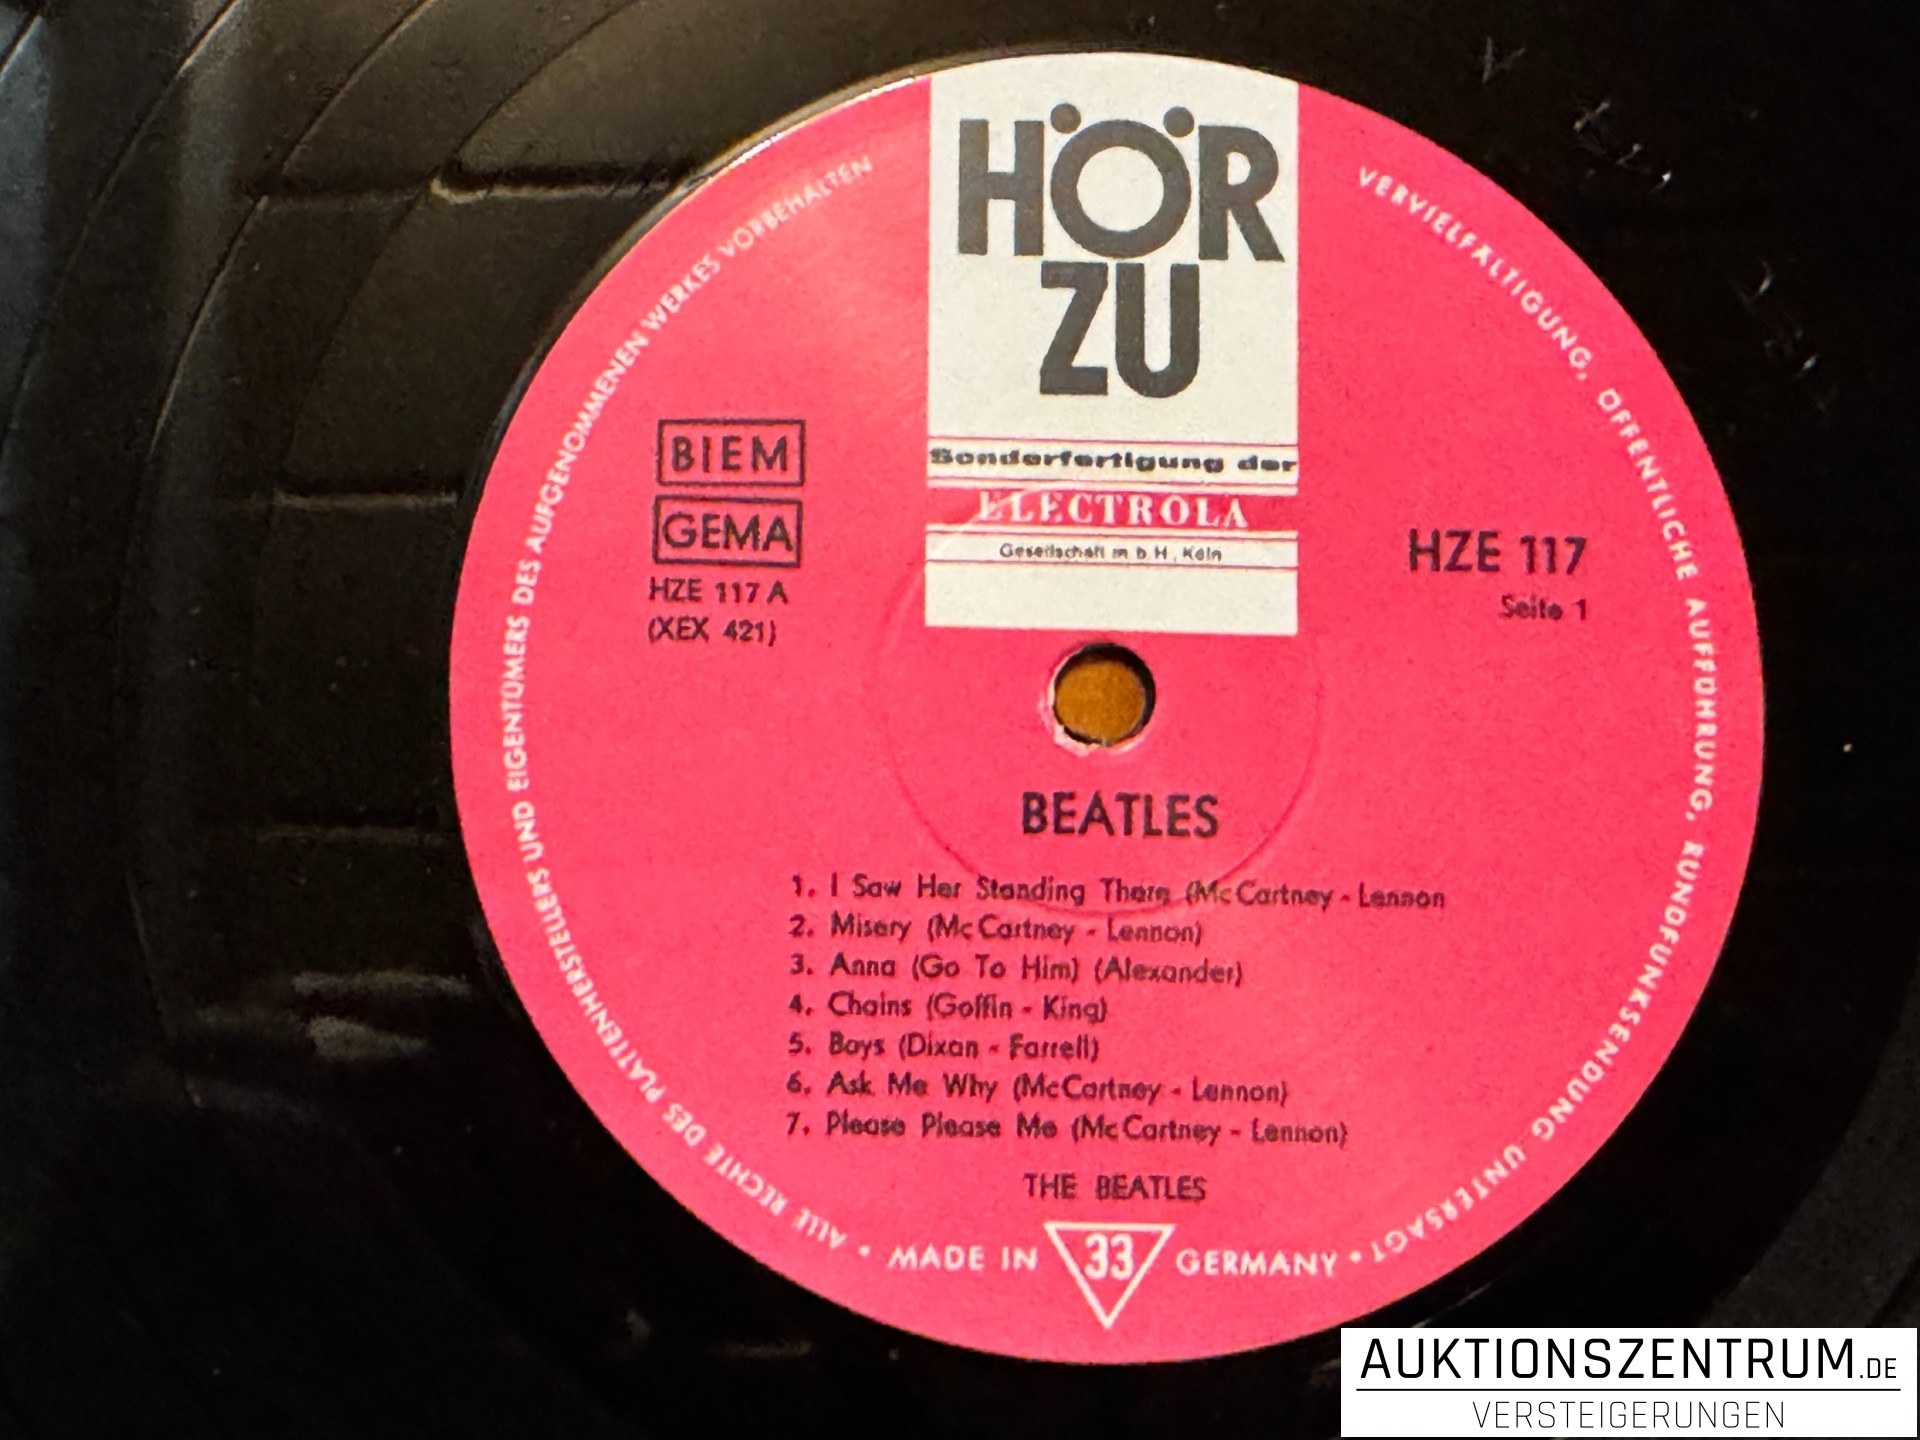 HÖR
ZU
Sonderfertigung der
ELECTROLA
Gesellschaft m b H, Köln
BIEM
GEMA
HZE 117 A
(XEX 421)
HZE 117
Seite 1
BEATLES
1. I Saw Her Standing There (McCartney - Lennon
2. Misery (McCartney - Lennon)
3. Anna (Go To Him) (Alexander)
4. Chains (Goffin - King)
5. Boys (Dixon - Farrell)
6. Ask Me Why (McCartney - Lennon)
7. Please Please Me (McCartney - Lennon)
THE BEATLES
MADE IN 33 GERMANY
• ALLE RECHTE DES PLATTENHERSTELLERS UND EIGENTÜMERS DES AUFGENOMMENEN WERKES VORBEHALTEN
VERVIELFÄLTIGUNG, ÖFFENTLICHE AUFFÜHRUNG, RUNDFUNKSENDUNG UNTERSAGT •
AUKTIONSZENTRUM.DE
VERSTEIGERUNGEN